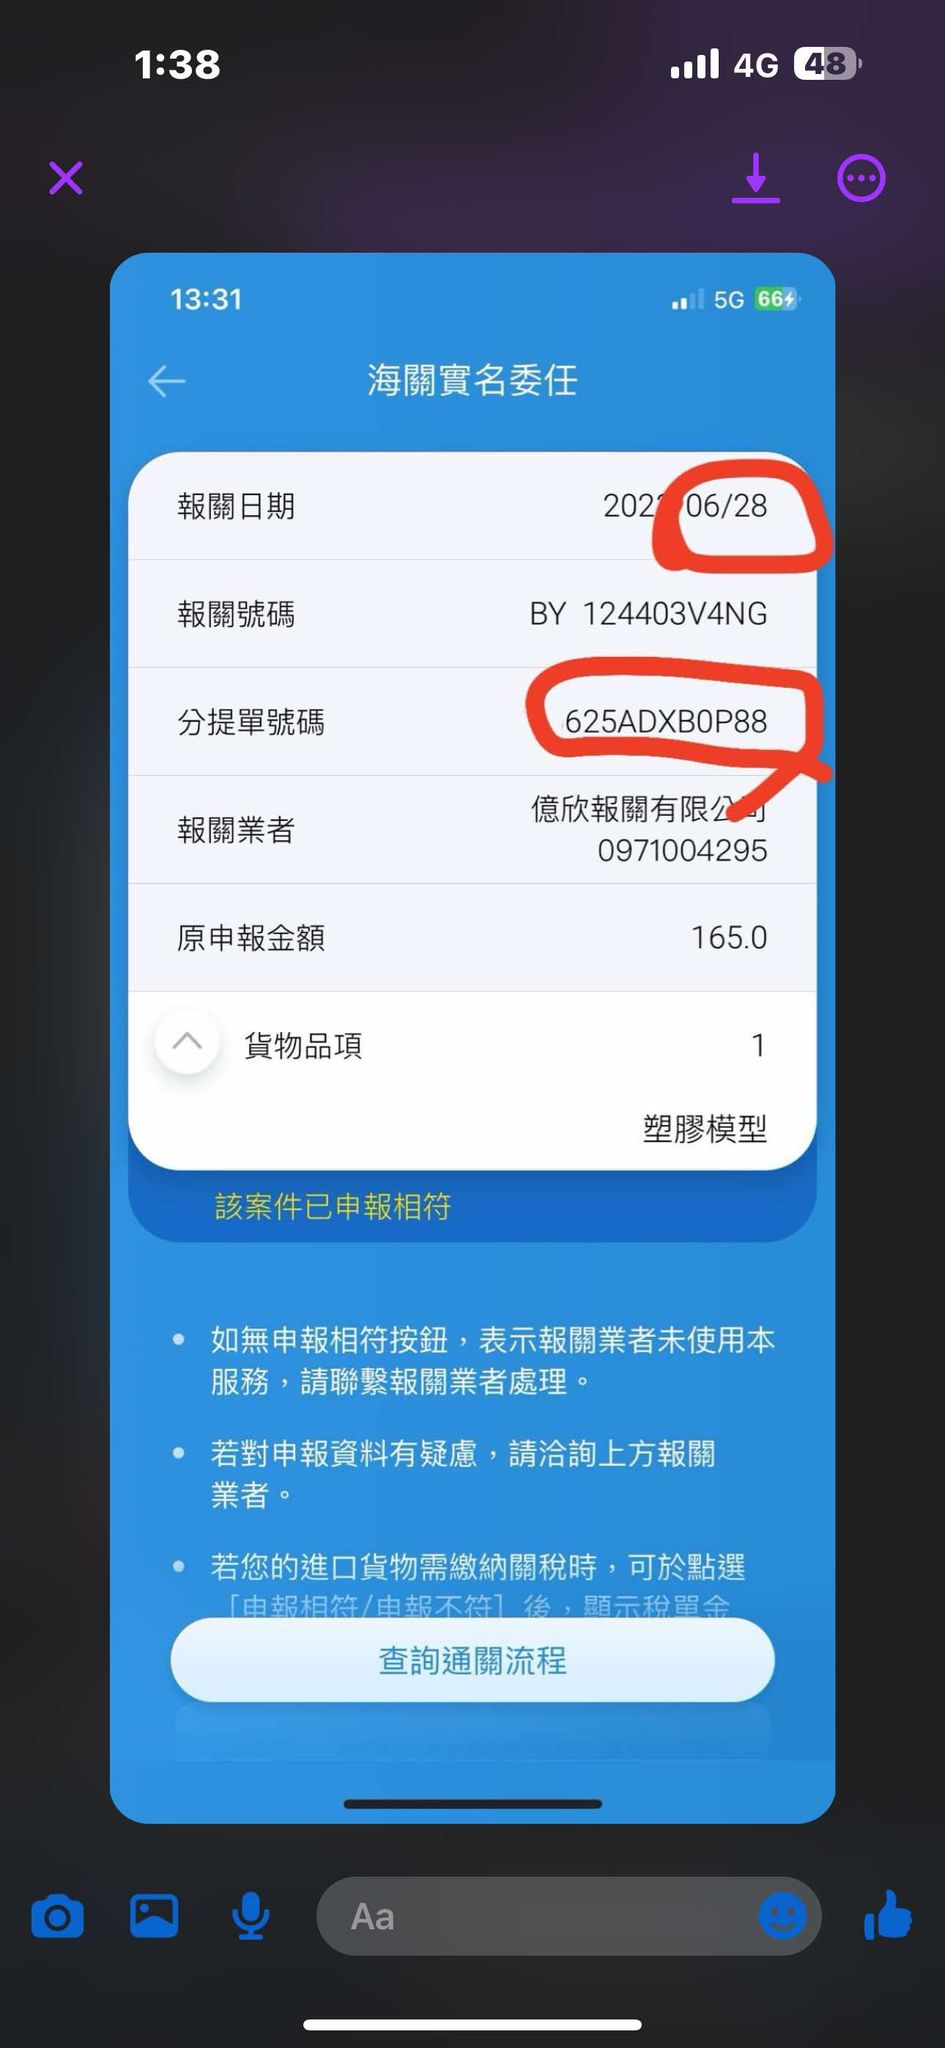 1:38
4G 48
13:31
5G 66
海關實名委任
報關日期
06/28
報關號碼
BY 124403V4NG
分提單號碼
625ADXB0P88
報關業者
億欣報關有限公司
0971004295
原申報金額
165.0
貨物品項
1
塑膠模型
該案件已申報相符
• 如無申報相符按鈕，表示報關業者未使用本
服務，請聯繫報關業者處理。
• 若對申報資料有疑慮，請洽詢上方報關
業者。
• 若您的進口貨物需繳納關稅時，可於點選
［申報相符/申報不符］後，顯示稅單金
查詢通關流程
Aa